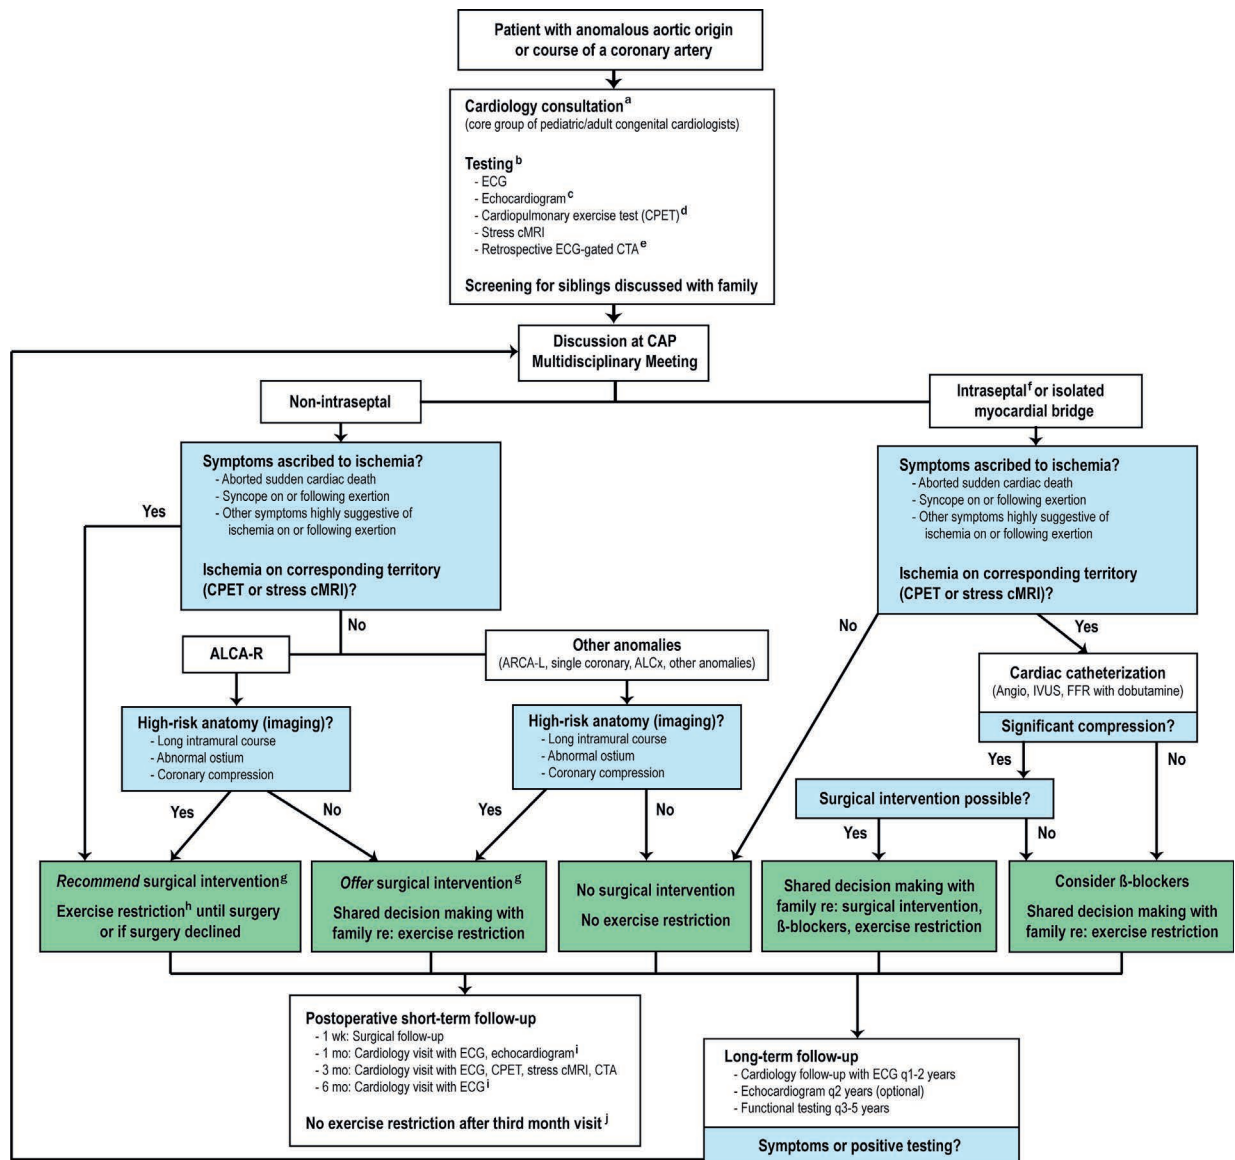 Patient with anomalous aortic origin
or course of a coronary artery
Cardiology consultation a
(core group of pediatric/adult congenital cardiologists)
Testing b
- ECG
- Echocardiogram c
- Cardiopulmonary exercise test (CPET) d
- Stress cMRI
- Retrospective ECG-gated CTA e
Screening for siblings discussed with family
Discussion at CAP
Multidisciplinary Meeting
Non-intraseptal
Intraseptal f or isolated
myocardial bridge
Symptoms ascribed to ischemia?
- Aborted sudden cardiac death
- Syncope on or following exertion
- Other symptoms highly suggestive of
ischemia on or following exertion
Ischemia on corresponding territory
(CPET or stress cMRI)?
Yes
No
Symptoms ascribed to ischemia?
- Aborted sudden cardiac death
- Syncope on or following exertion
- Other symptoms highly suggestive of
ischemia on or following exertion
Ischemia on corresponding territory
(CPET or stress cMRI)?
No
Yes
ALCA-R
Other anomalies
(ARCA-L, single coronary, ALCx, other anomalies)
Cardiac catheterization
(Angio, IVUS, FFR with dobutamine)
Significant compression?
High-risk anatomy (imaging)?
- Long intramural course
- Abnormal ostium
- Coronary compression
High-risk anatomy (imaging)?
- Long intramural course
- Abnormal ostium
- Coronary compression
Yes
No
Surgical intervention possible?
Yes
No
Yes
No
Yes
No
Recommend surgical intervention g
Exercise restriction h until surgery
or if surgery declined
Offer surgical intervention g
Shared decision making with
family re: exercise restriction
No surgical intervention
No exercise restriction
Shared decision making with
family re: surgical intervention,
ß-blockers, exercise restriction
Consider ß-blockers
Shared decision making with
family re: exercise restriction
Postoperative short-term follow-up
- 1 wk: Surgical follow-up
- 1 mo: Cardiology visit with ECG, echocardiogram i
- 3 mo: Cardiology visit with ECG, CPET, stress cMRI, CTA
- 6 mo: Cardiology visit with ECG i
No exercise restriction after third month visit j
Long-term follow-up
- Cardiology follow-up with ECG q1-2 years
- Echocardiogram q2 years (optional)
- Functional testing q3-5 years
Symptoms or positive testing?